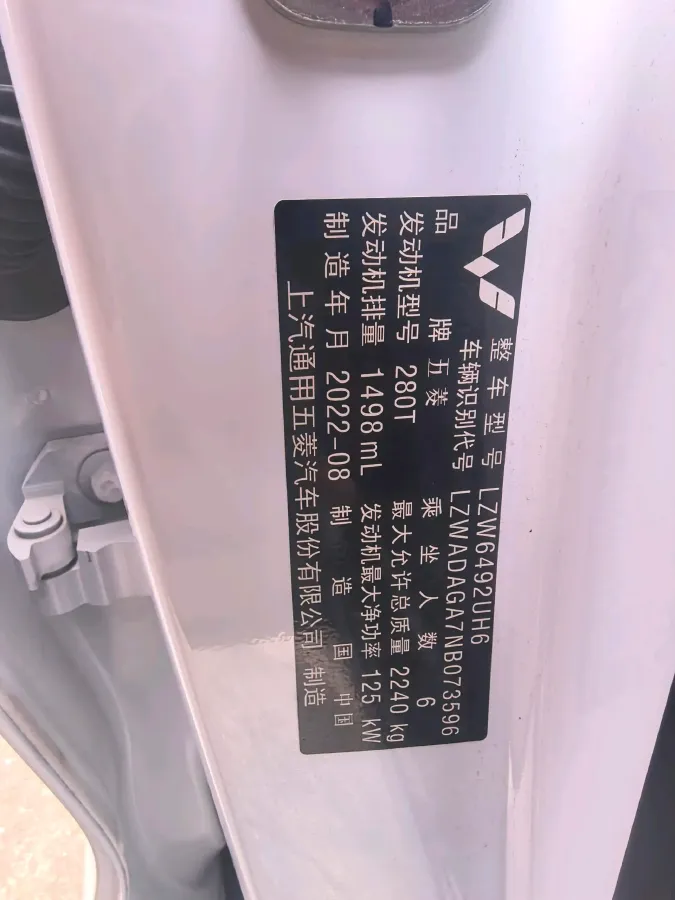 整车型号 LZW6492UH6
车辆识别代号 LZWADAGA7NB073596
品牌 五菱 乘坐人数 6
发动机型号 280T 最大允许总质量 2240 kg
发动机排量 1498 mL 发动机最大净功率 125 kW
制造年月 2022-08 制造国 中国
上汽通用五菱汽车股份有限公司 制造